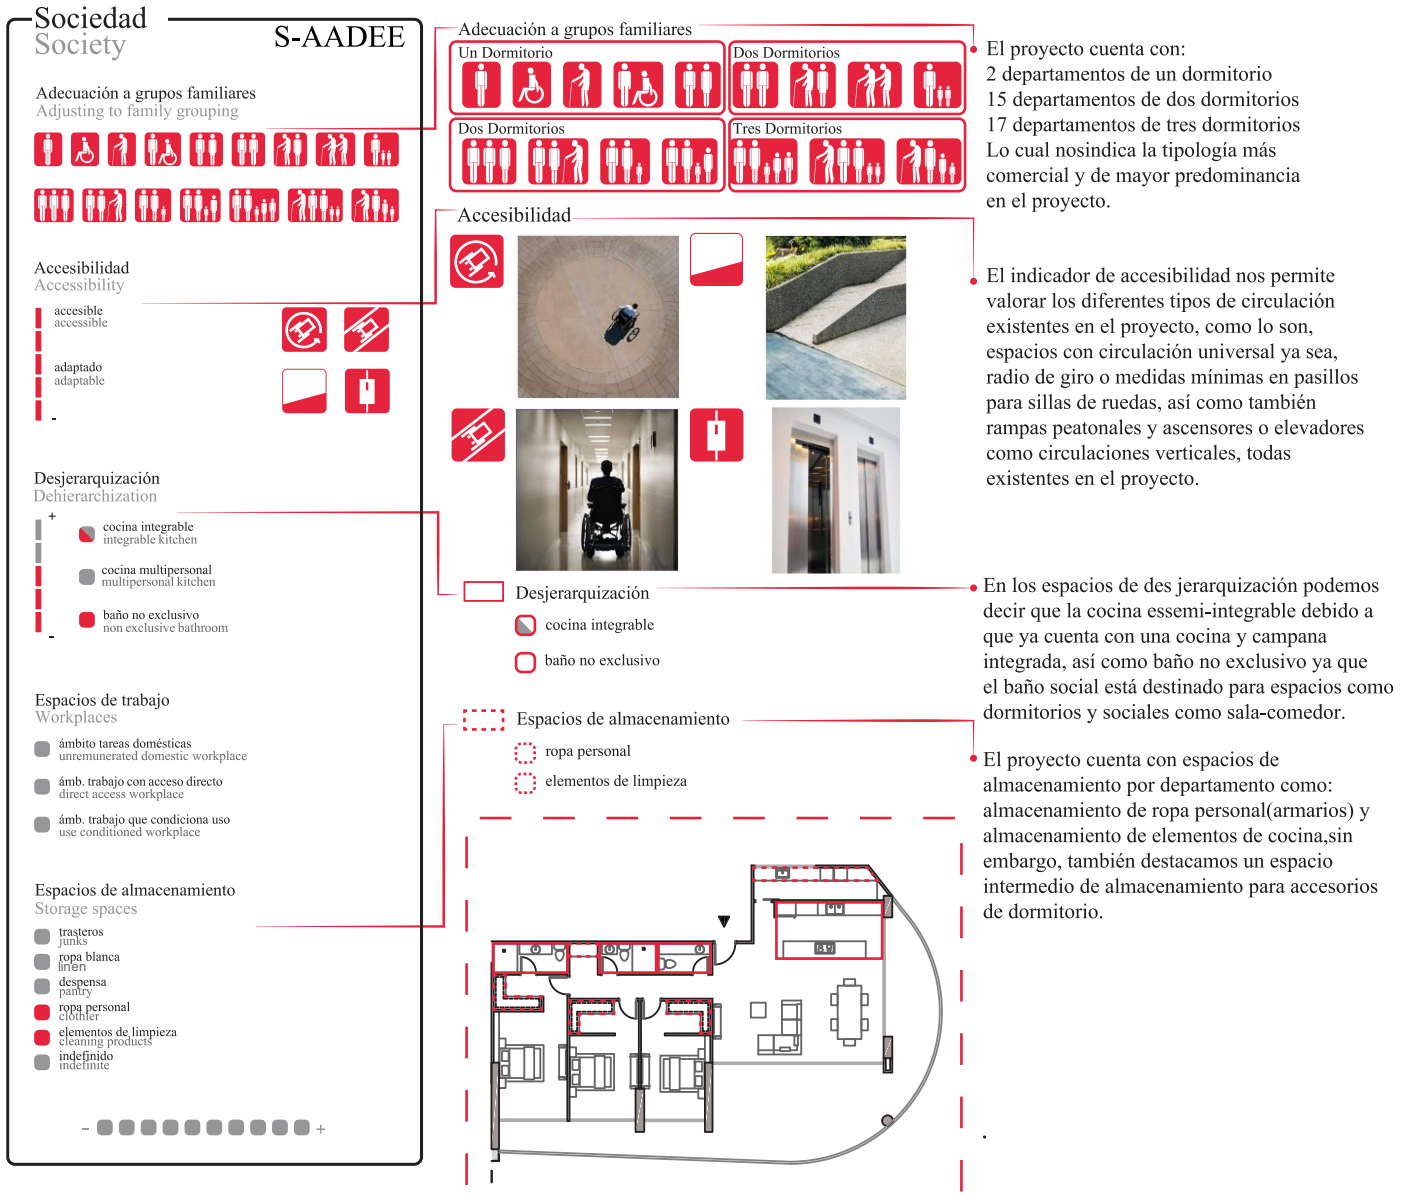 Sociedad
Society
S-AADEE
Adecuación a grupos familiares
Adjusting to family grouping
Accesibilidad
Accessibility
accesible
accessible
adaptado
adaptable
-
Desjerarquización
Dehierarchization
+
cocina integrable
integrable kitchen
cocina multipersonal
multipersonal kitchen
baño no exclusivo
non exclusive bathroom
-
Espacios de trabajo
Workplaces
ámbito tareas domésticas
unremunerated domestic workplace
ámb. trabajo con acceso directo
direct access workplace
ámb. trabajo que condiciona uso
use conditioned workplace
Espacios de almacenamiento
Storage spaces
trasteros
junks
ropa blanca
linen
despensa
pantry
ropa personal
clothier
elementos de limpieza
cleaning products
indefinido
indefinite
- +
Adecuación a grupos familiares
Un Dormitorio
Dos Dormitorios
Dos Dormitorios
Tres Dormitorios
Accesibilidad
Desjerarquización
cocina integrable
baño no exclusivo
Espacios de almacenamiento
ropa personal
elementos de limpieza
El proyecto cuenta con:
2 departamentos de un dormitorio
15 departamentos de dos dormitorios
17 departamentos de tres dormitorios
Lo cual nosindica la tipología más
comercial y de mayor predominancia
en el proyecto.
El indicador de accesibilidad nos permite
valorar los diferentes tipos de circulación
existentes en el proyecto, como lo son,
espacios con circulación universal ya sea,
radio de giro o medidas mínimas en pasillos
para sillas de ruedas, así como también
rampas peatonales y ascensores o elevadores
como circulaciones verticales, todas
existentes en el proyecto.
En los espacios de des jerarquización podemos
decir que la cocina essemi-integrable debido a
que ya cuenta con una cocina y campana
integrada, así como baño no exclusivo ya que
el baño social está destinado para espacios como
dormitorios y sociales como sala-comedor.
El proyecto cuenta con espacios de
almacenamiento por departamento como:
almacenamiento de ropa personal(armarios) y
almacenamiento de elementos de cocina,sin
embargo, también destacamos un espacio
intermedio de almacenamiento para accesorios
de dormitorio.
.